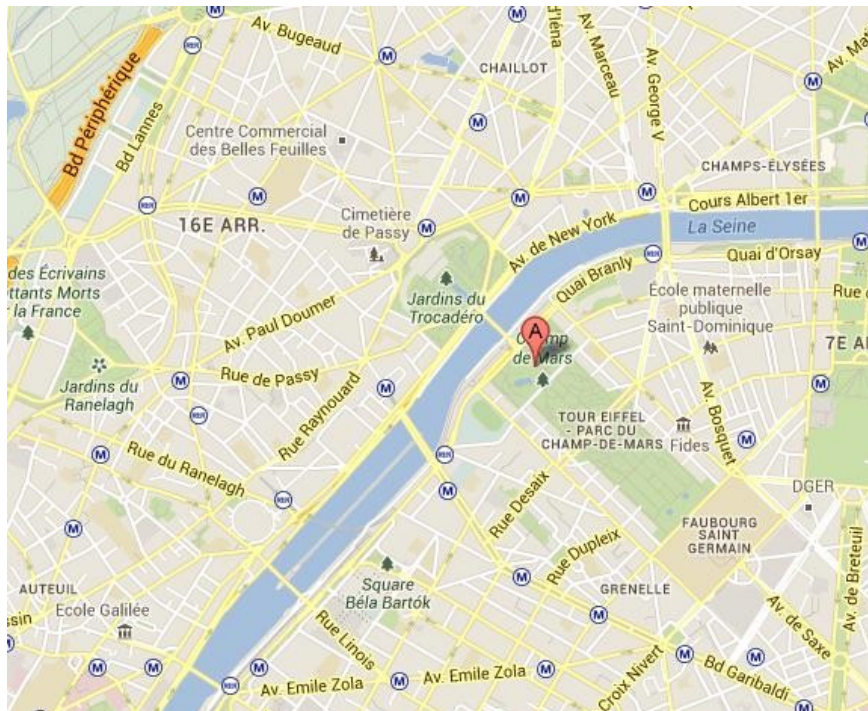 Av. Bugeaud
d'Iéna
Av. Marceau
Av. George V
CHAILLOT
Bd Périphérique
Bd Lannes
Centre Commercial
des Belles Feuilles
CHAMPS-ÉLYSÉES
Cours Albert 1er
16E ARR.
Cimetière
de Passy
Av. de New York
La Seine
Quai d'Orsay
des Écrivains
ttants Morts
r la France
Jardins du
Trocadéro
Quai Branly
École maternelle
publique
Saint-Dominique
Rue d
Av. Paul Doumer
A
de Mars
7E A
Jardins du
Ranelagh
Rue de Passy
Rue Raynouard
TOUR EIFFEL
- PARC DU
CHAMP-DE-MARS
Fides
Av. Bosquet
Rue du Ranelagh
Rue Desaix
DGER
FAUBOURG
SAINT
GERMAIN
Rue Dupleix
Square
Béla Bartók
GRENELLE
Av. de Breteuil
AUTEUIL
Ecole Galilée
ssin
Rue Linois
Av. de Saxe
Av. Emile Zola
Av. Emile Zola
Croix Nivert
Bd Garibaldi